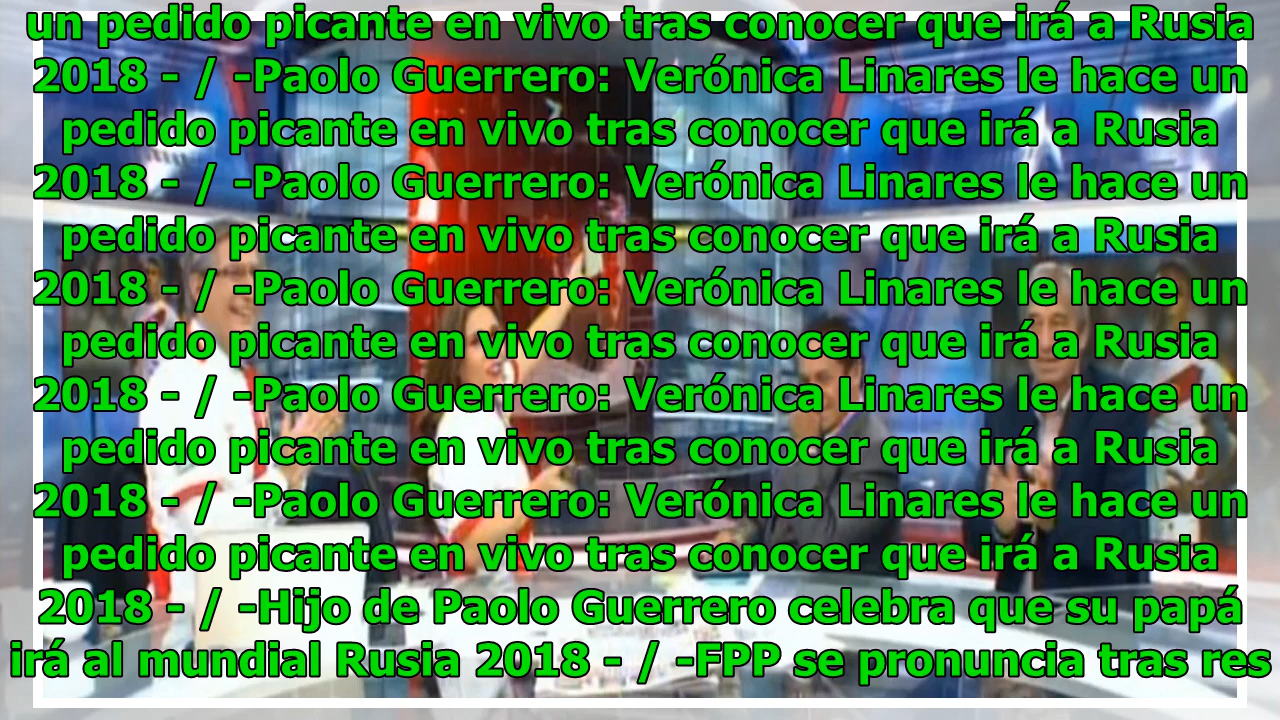 un pedido picante en vivo tras conocer que irá a Rusia
2018 - / -Paolo Guerrero: Verónica Linares le hace un
pedido picante en vivo tras conocer que irá a Rusia
2018 - / -Paolo Guerrero: Verónica Linares le hace un
pedido picante en vivo tras conocer que irá a Rusia
2018 - / -Paolo Guerrero: Verónica Linares le hace un
pedido picante en vivo tras conocer que irá a Rusia
2018 - / -Paolo Guerrero: Verónica Linares le hace un
pedido picante en vivo tras conocer que irá a Rusia
2018 - / -Paolo Guerrero: Verónica Linares le hace un
pedido picante en vivo tras conocer que irá a Rusia
2018 - / -Hijo de Paolo Guerrero celebra que su papá
irá al mundial Rusia 2018 - / -FPP se pronuncia tras res